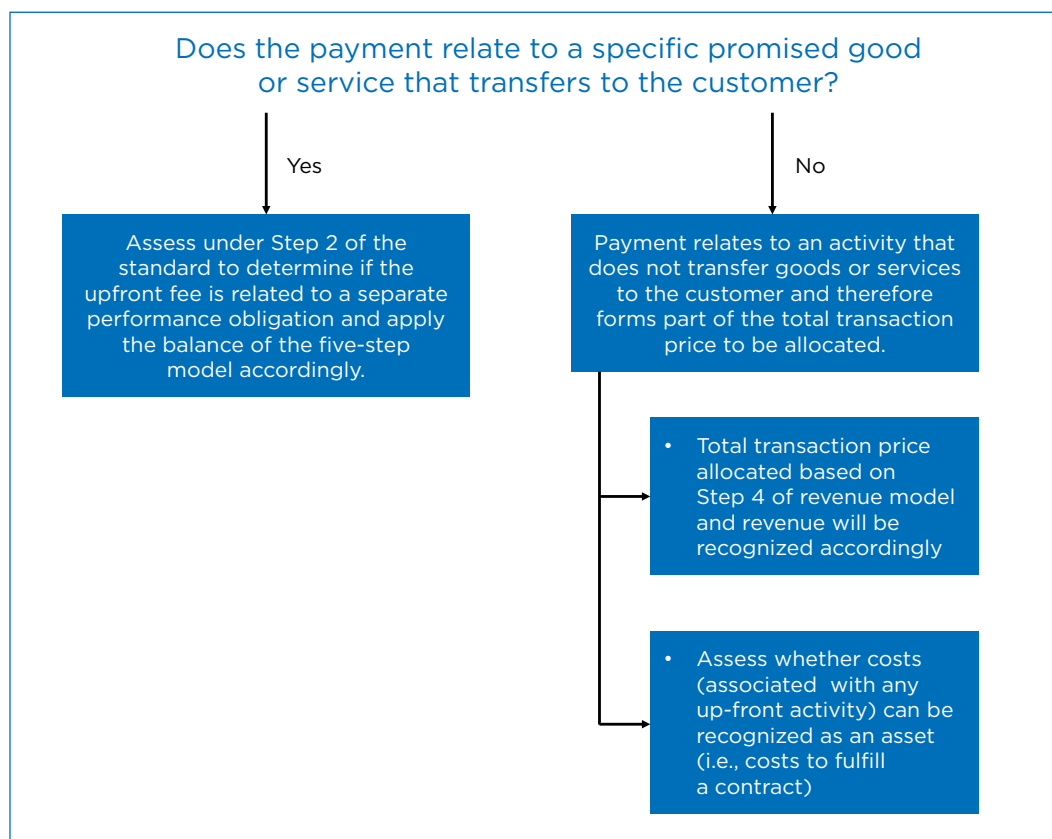 Does the payment relate to a specific promised good
or service that transfers to the customer?
Yes
No
Assess under Step 2 of the
standard to determine if the
upfront fee is related to a separate
performance obligation and apply
the balance of the five-step
model accordingly.
Payment relates to an activity that
does not transfer goods or services
to the customer and therefore
forms part of the total transaction
price to be allocated.
• Total transaction price
allocated based on
Step 4 of revenue model
and revenue will be
recognized accordingly
• Assess whether costs
(associated with any
up-front activity) can be
recognized as an asset
(i.e., costs to fulfill
a contract)